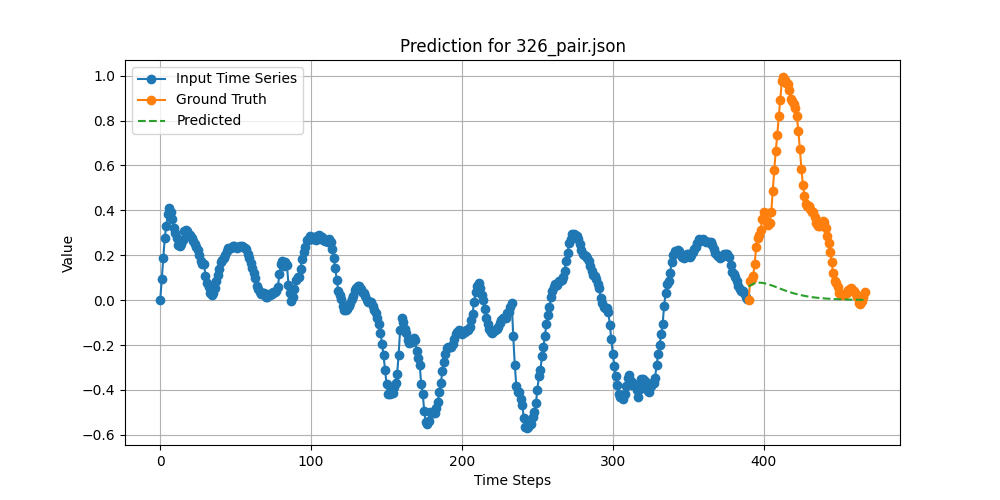 Prediction for 326_pair.json
Input Time Series
Ground Truth
Predicted
Value
1.0
0.8
0.6
0.4
0.2
0.0
−0.2
−0.4
−0.6
0 100 200 300 400
Time Steps